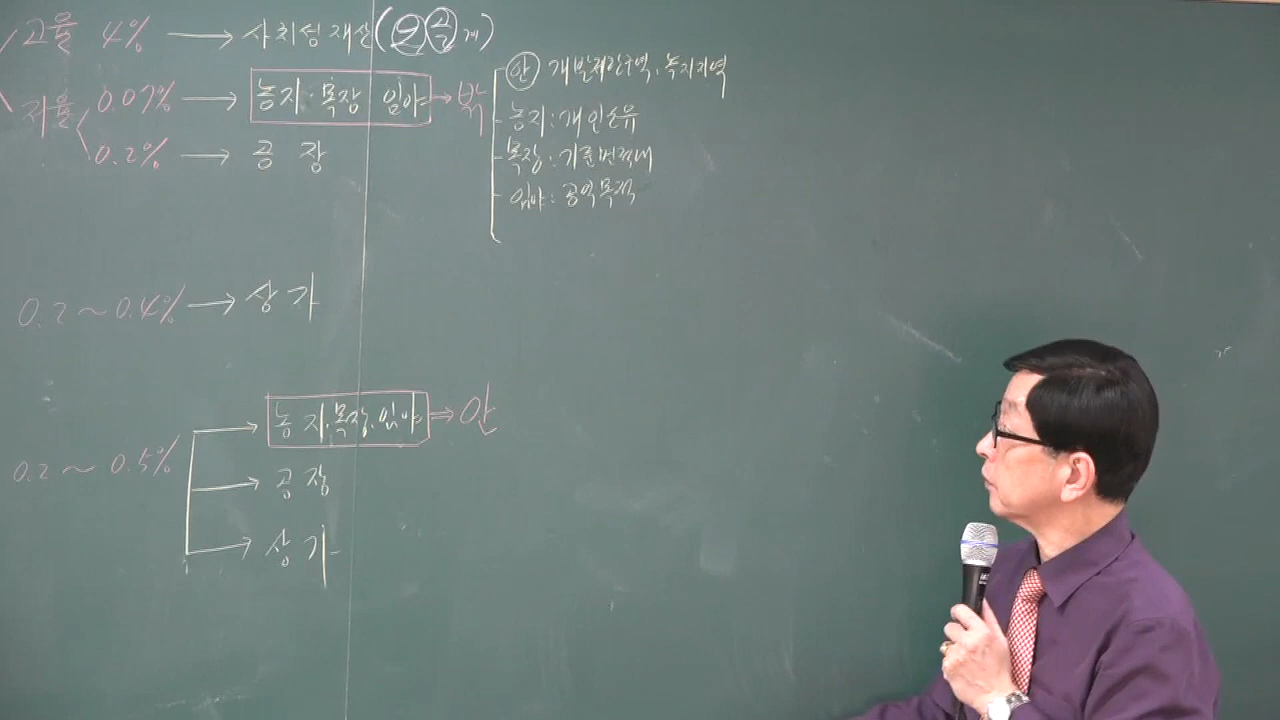 고율 4% → 사치성 재산(오골 계)
저율 0.07% → 농지·목장 임야 → 밖
0.2% → 공장
안 개발제한구역, 녹지지역
농지: 개인소유
목장: 기준면적내
임야: 공익목적
0.2 ~ 0.4% → 상가
0.2 ~ 0.5%
→ 농지·목장·임야 ⇒ 안
→ 공장
→ 상가